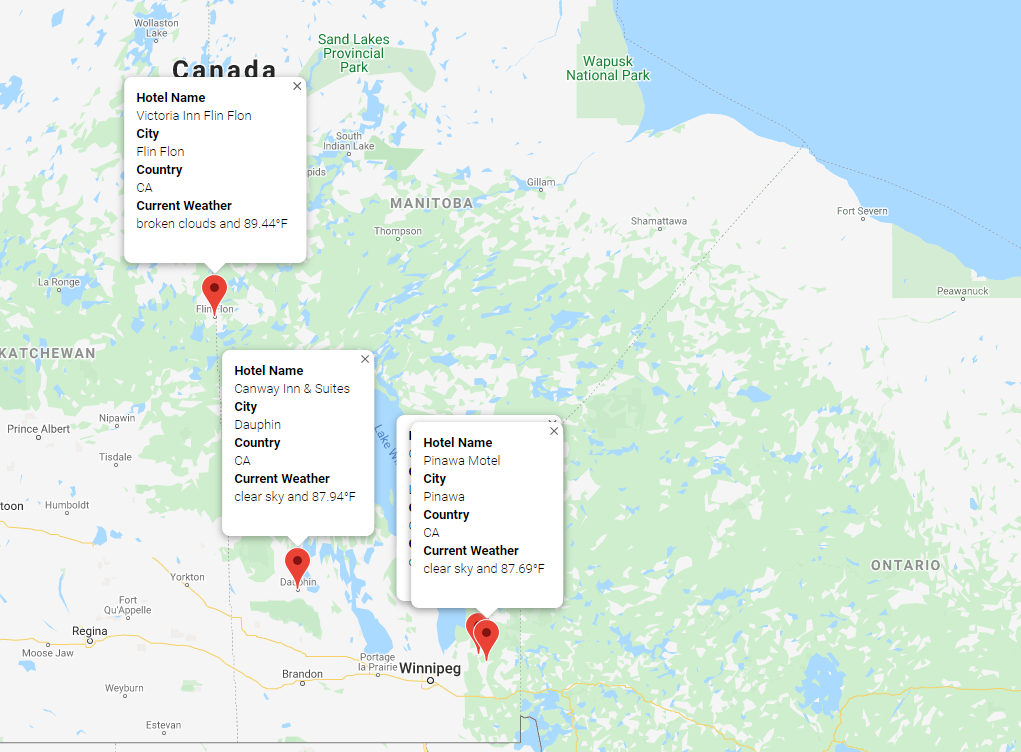 Wollaston
Lake
Sand Lakes
Provincial
Park
Wapusk
National Park
Canada
×
Hotel Name
Victoria Inn Flin Flon
City
Flin Flon
Country
CA
Current Weather
broken clouds and 89.44°F
South
Indian Lake
pids
Gillam
MANITOBA
Thompson
Shamattawa
Fort Severn
La Ronge
Peawanuck
Flin Flon
KATCHEWAN
×
Hotel Name
Canway Inn & Suites
City
Dauphin
Country
CA
Current Weather
clear sky and 87.94°F
Nipawin
Prince Albert
Tisdale
toon
Humboldt
Lake W
×
Hotel Name
Pinawa Motel
City
Pinawa
Country
CA
Current Weather
clear sky and 87.69°F
ONTARIO
Yorkton
Dauphin
Fort
Qu'Appelle
Regina
Moose Jaw
Portage
la Prairie
Winnipeg
Brandon
Weyburn
Estevan